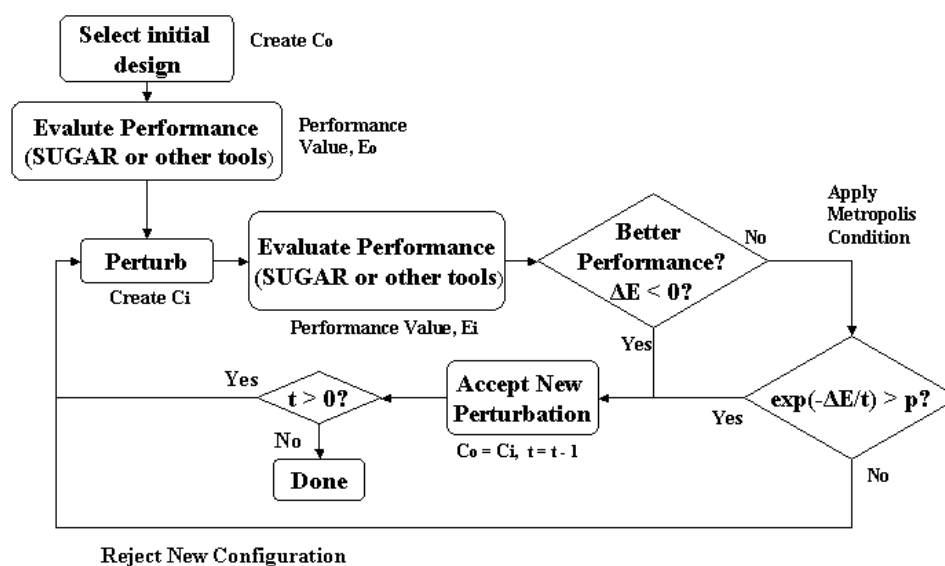 Select initial
design
Create Co
Evalute Performance
(SUGAR or other tools)
Performance
Value, Eo
Perturb
Create Ci
Evaluate Performance
(SUGAR or other tools)
Performance Value, Ei
Better
Performance?
ΔE < 0?
No
Yes
Apply
Metropolis
Condition
exp(-ΔE/t) > p?
Yes
No
Accept New
Perturbation
Co = Ci, t = t - 1
t > 0?
Yes
No
Done
Reject New Configuration